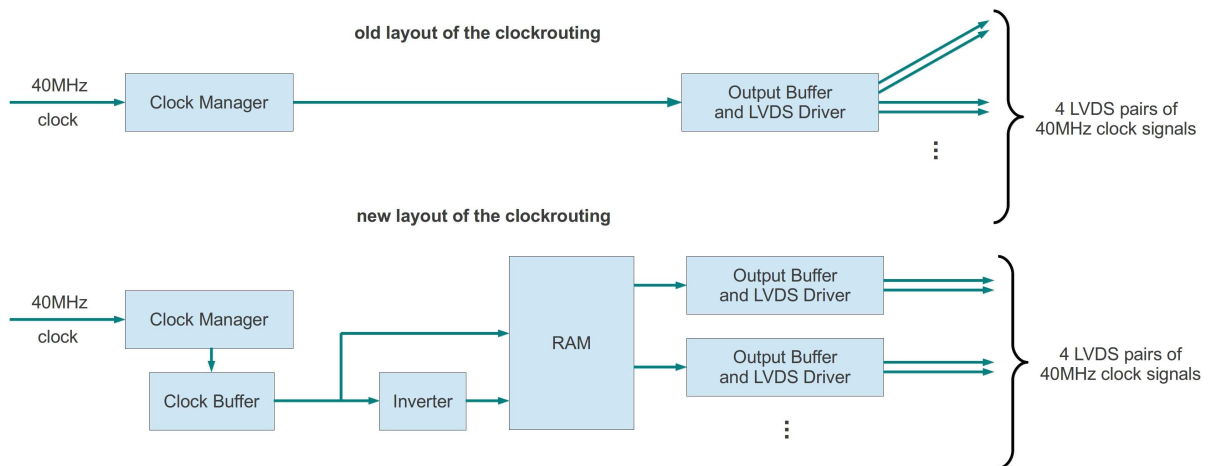 old layout of the clockrouting
40MHz
clock
Clock Manager
Output Buffer
and LVDS Driver
...
4 LVDS pairs of
40MHz clock signals
new layout of the clockrouting
40MHz
clock
Clock Manager
Clock Buffer
Inverter
RAM
Output Buffer
and LVDS Driver
Output Buffer
and LVDS Driver
...
4 LVDS pairs of
40MHz clock signals